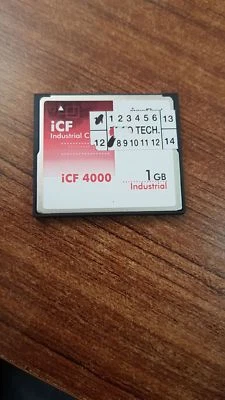 iCF
Industrial C
1 2 3 4 5 6 13
O TECH.
12 8 9 10 11 12 14
iCF 4000
1 GB
Industrial